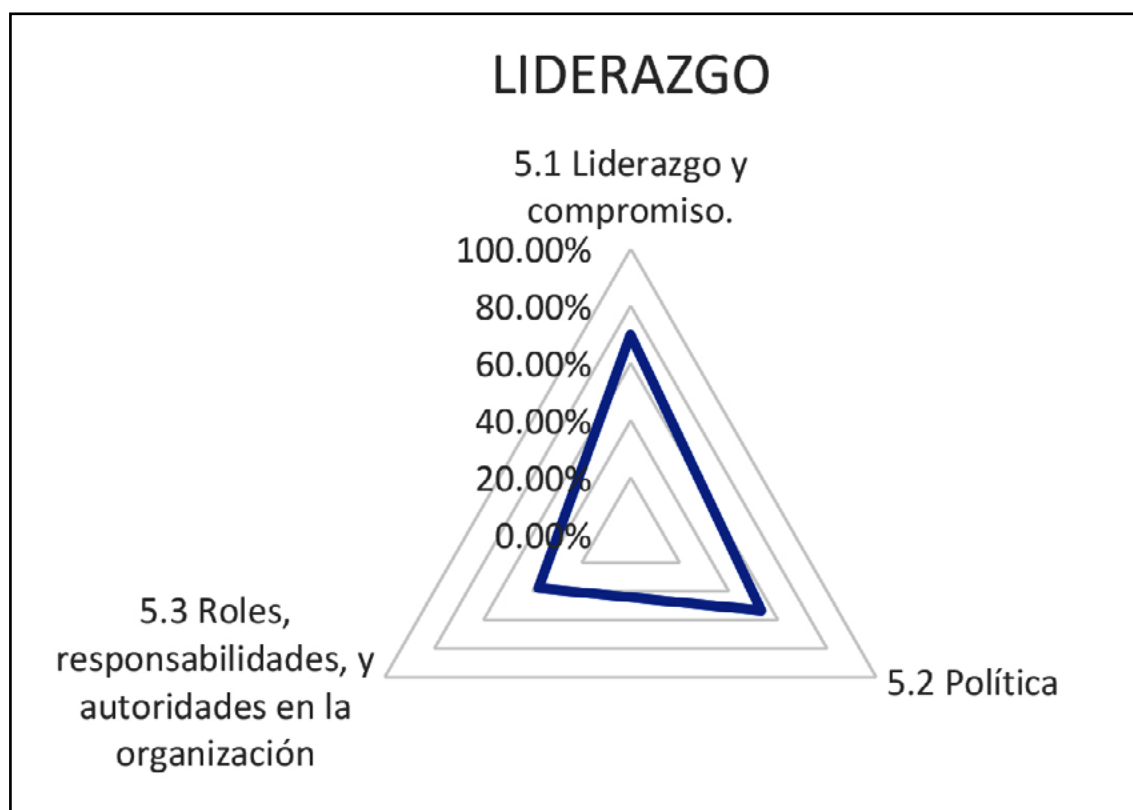 LIDERAZGO
5.1 Liderazgo y
compromiso.
100.00%
80.00%
60.00%
40.00%
20.00%
0.00%
5.3 Roles,
responsabilidades, y
autoridades en la
organización
5.2 Política